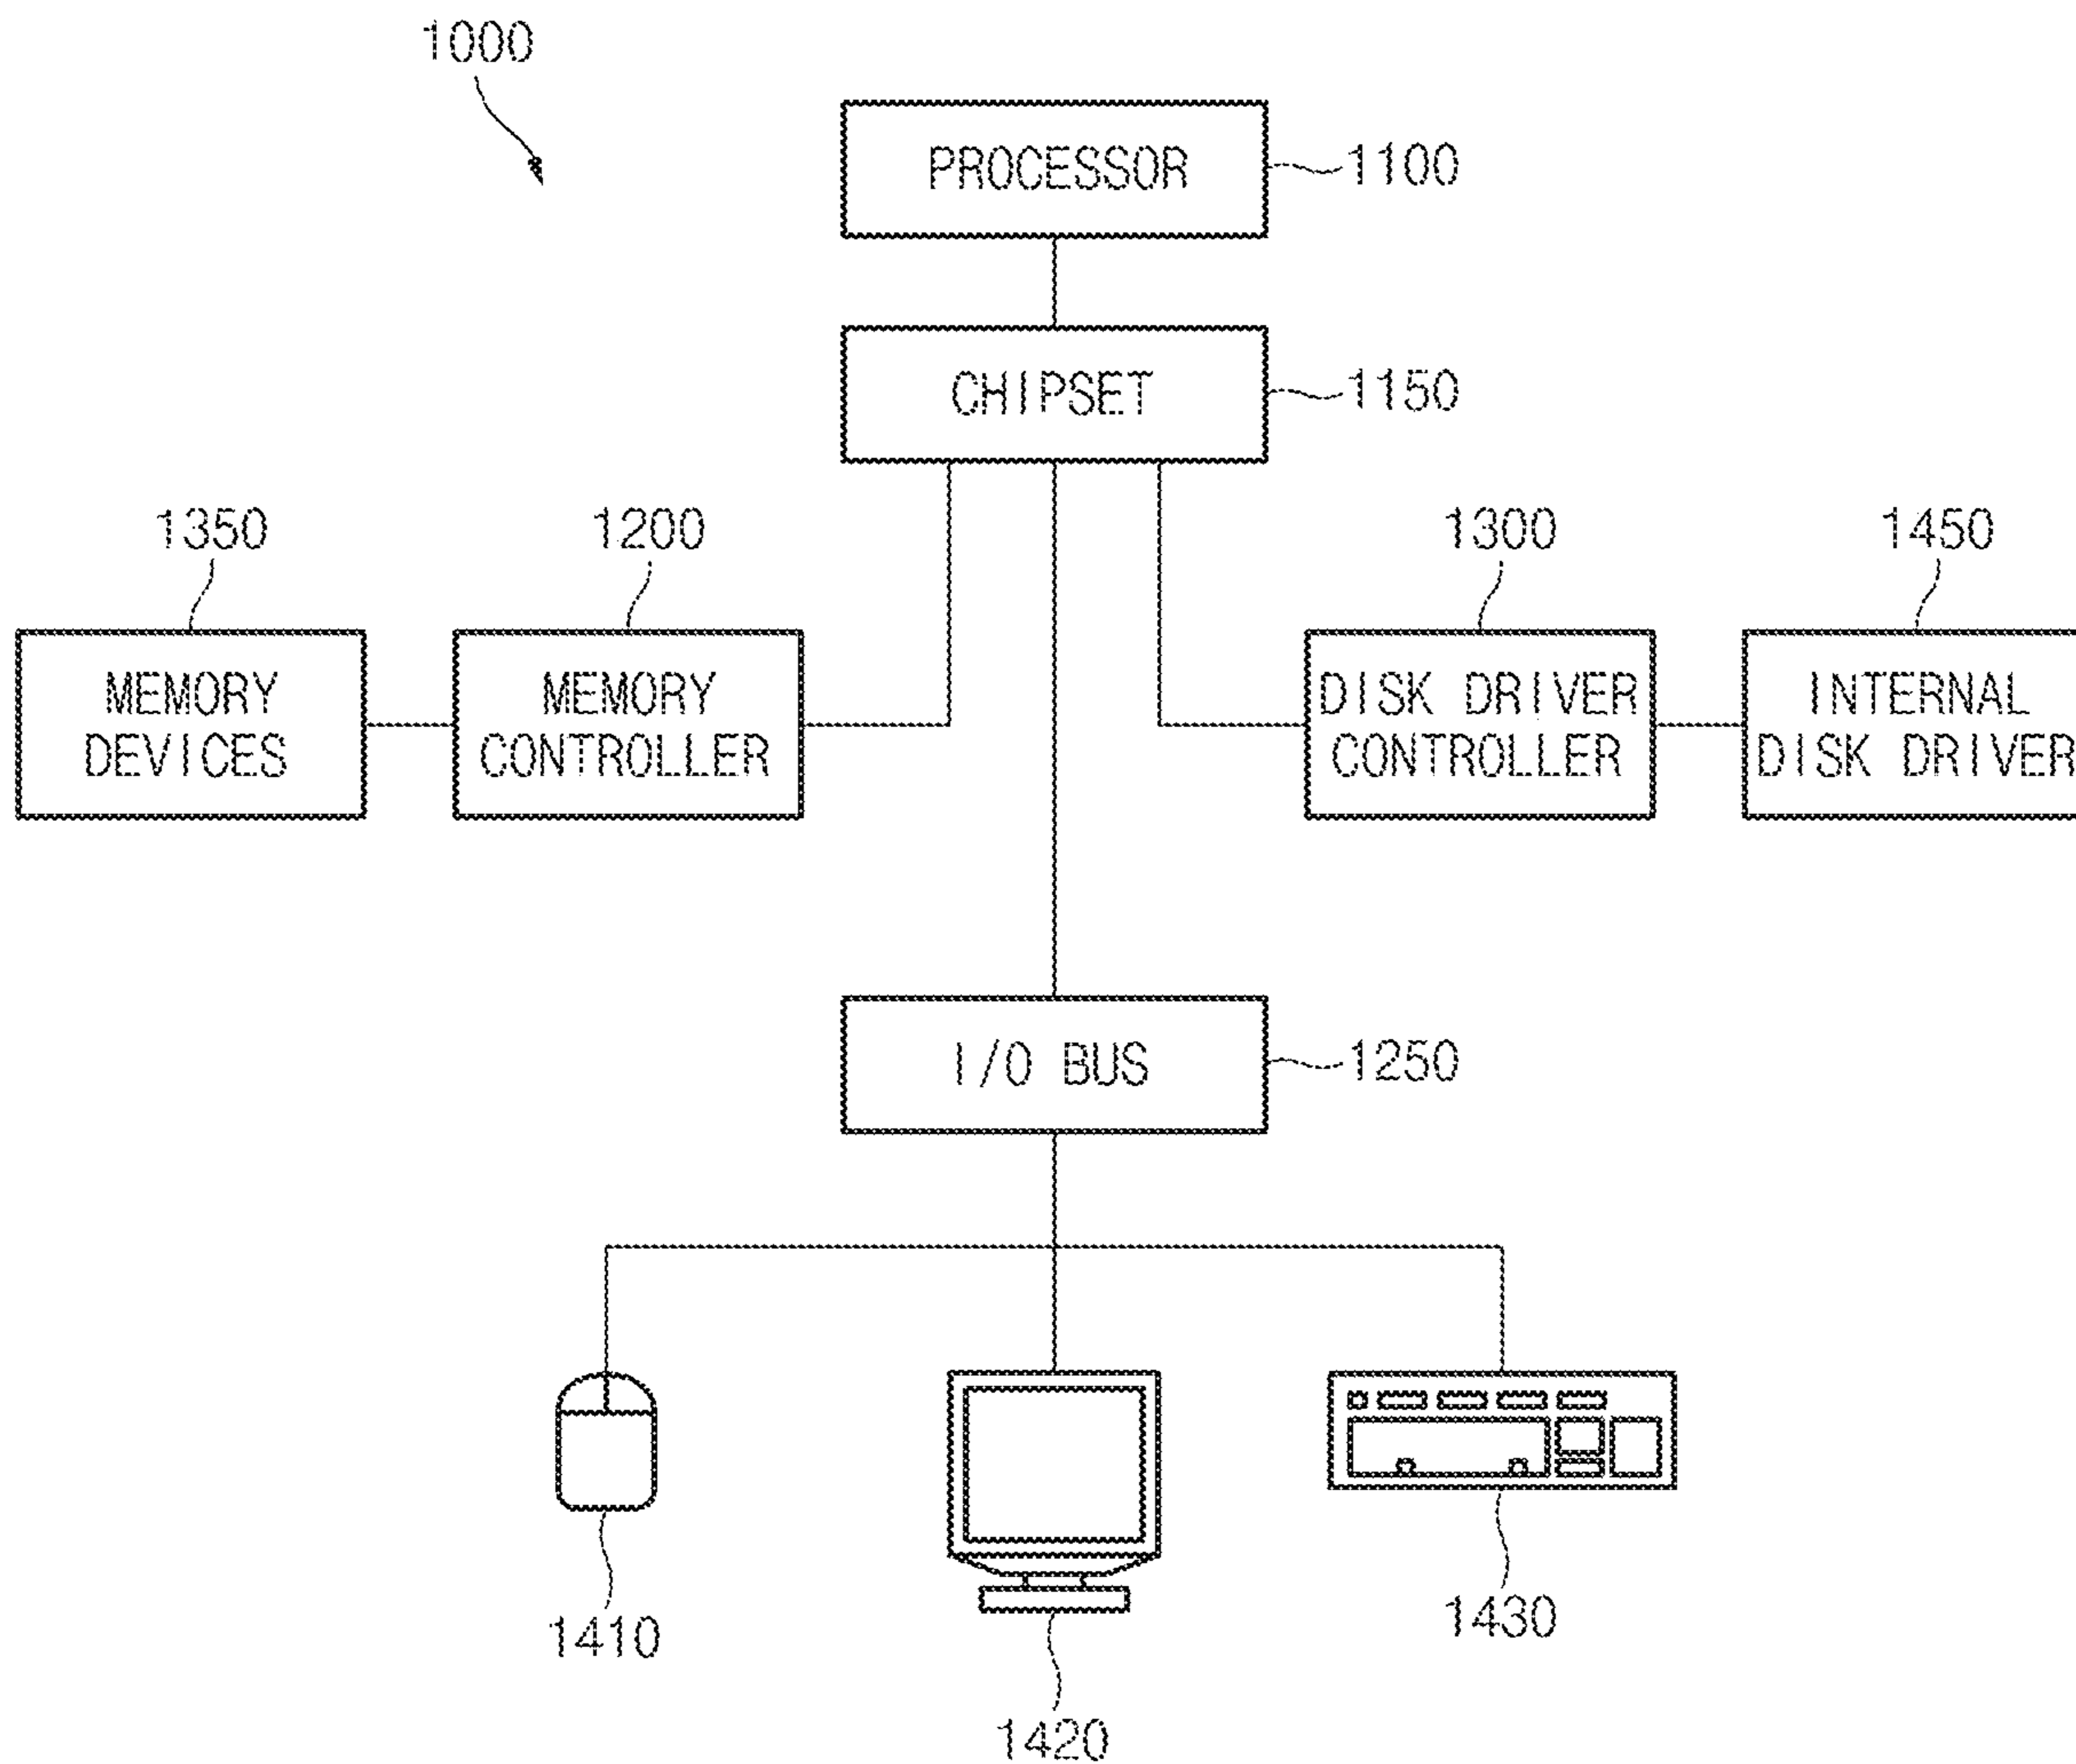 1000
PROCESSOR
1100
CHIPSET
1150
1350
1200
1300
1450
MEMORY
DEVICES
MEMORY
CONTROLLER
DISK DRIVER
CONTROLLER
INTERNAL
DISK DRIVER
I/O BUS
1250
1410
1420
1430